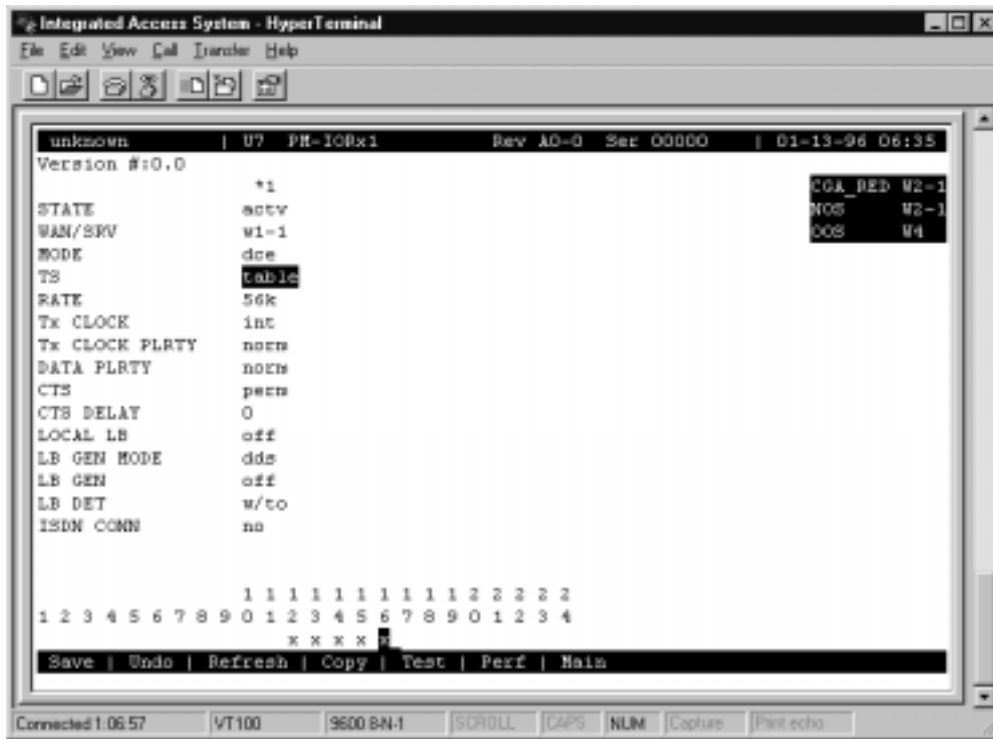 Integrated Access System - HyperTerminal
File Edit View Call Transfer Help
unknown | U7 PM-IORx1 Rev A0-0 Ser 00000 | 01-13-96 06:35
Version #:0.0
*1 CGA_RED W2-1
STATE actv NOS W2-1
WAN/SRV w1-1 OOS W4
MODE dce
TS table
RATE 56k
Tx CLOCK int
Tx CLOCK PLRTY norm
DATA PLRTY norm
CTS perm
CTS DELAY 0
LOCAL LB off
LB GEN MODE dds
LB GEN off
LB DET w/to
ISDN CONN no
1 1 1 1 1 1 1 1 1 1 2 2 2 2 2
1 2 3 4 5 6 7 8 9 0 1 2 3 4 5 6 7 8 9 0 1 2 3 4
x x x x x
Save | Undo | Refresh | Copy | Test | Perf | Main
Connected 1:06:57 VT100 9600 8-N-1 SCROLL CAPS NUM Capture Print echo